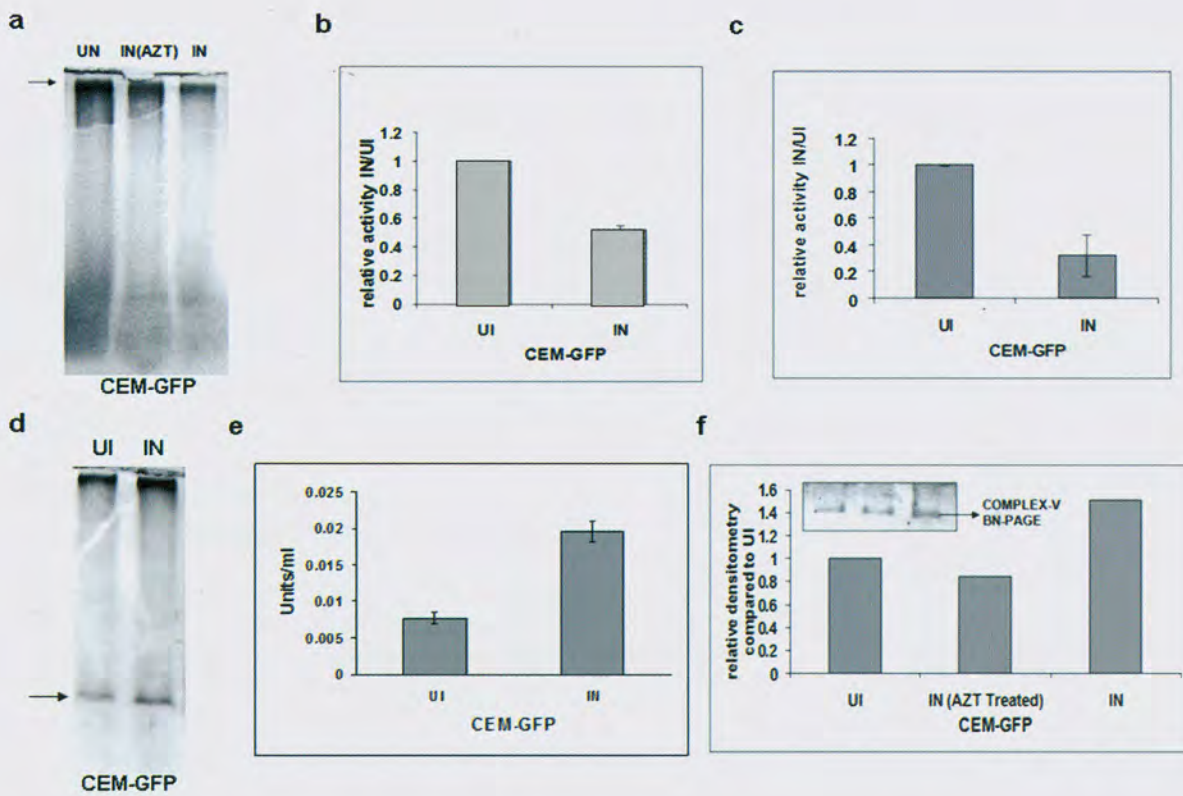 a
UN IN(AZT) IN
CEM-GFP
b
relative activity IN/UI
1.2
1
0.8
0.6
0.4
0.2
0
UI IN
CEM-GFP
c
relative activity IN/UI
1.2
1
0.8
0.6
0.4
0.2
0
UI IN
CEM-GFP
d
UI IN
CEM-GFP
e
Units/ml
0.025
0.02
0.015
0.01
0.005
0
UI IN
CEM-GFP
f
relative densitometry
compared to UI
1.6
1.4
1.2
1
0.8
0.6
0.4
0.2
0
COMPLEX-V
BN-PAGE
UI IN (AZT Treated) IN
CEM-GFP